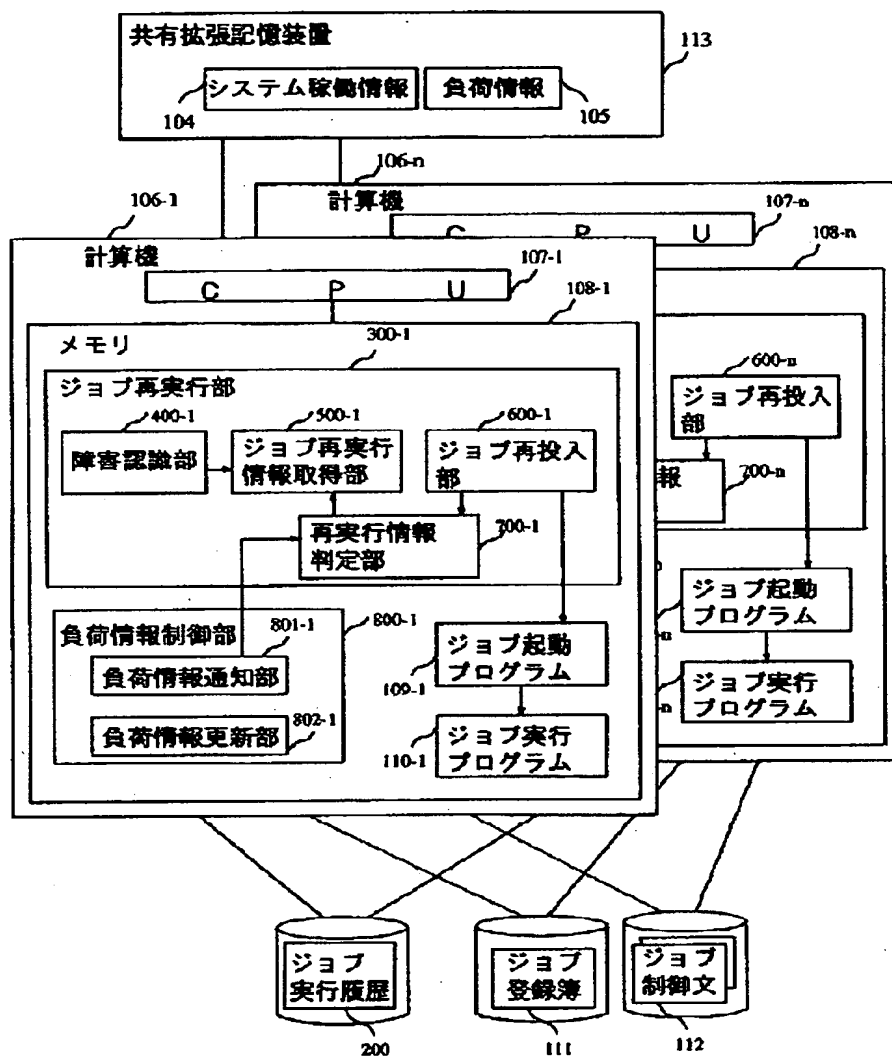 共有拡張記憶装置
113
システム稼働情報
負荷情報
104
105
106-n
106-1
計算機
107-n
C P U
108-n
計算機
107-1
C P U
108-1
メモリ
300-1
ジョブ再実行部
600-n
400-1
500-1
600-1
ジョブ再投入
部
障害認識部
ジョブ再実行
情報取得部
ジョブ再投入
部
報
700-n
再実行情報
判定部
700-1
負荷情報制御部
801-1
800-1
負荷情報通知部
ジョブ起動
プログラム
ジョブ起動
プログラム
109-1
n
802-1
負荷情報更新部
ジョブ実行
プログラム
ジョブ実行
プログラム
110-1
n
ジョブ
実行履歴
ジョブ
登録簿
ジョブ
制御文
200
111
112